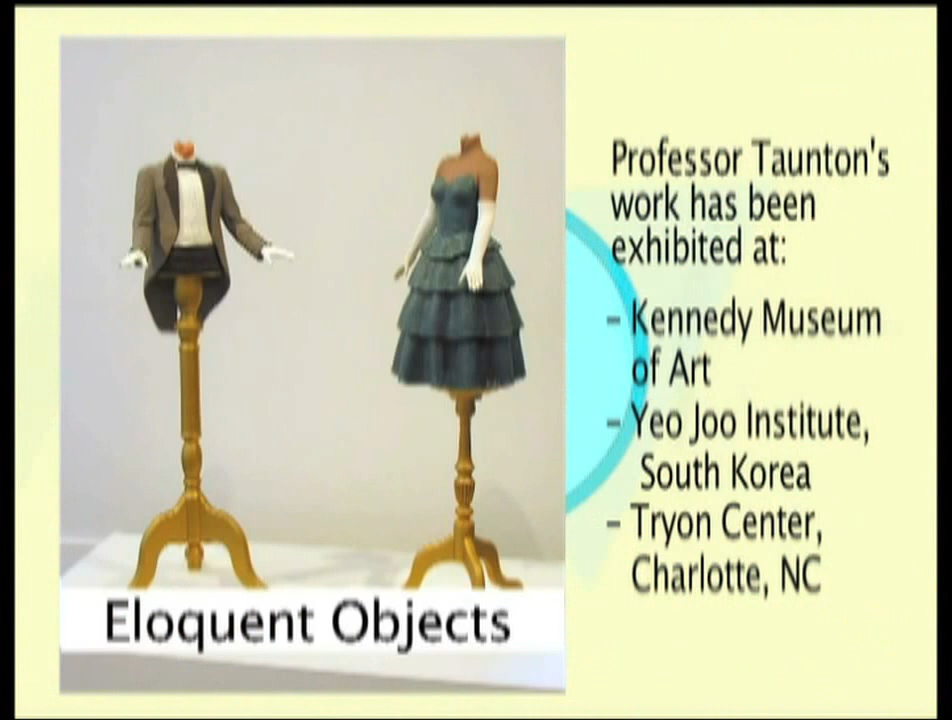 Professor Taunton's
work has been
exhibited at:
– Kennedy Museum
of Art
– Yeo Joo Institute,
South Korea
– Tryon Center,
Charlotte, NC
Eloquent Objects